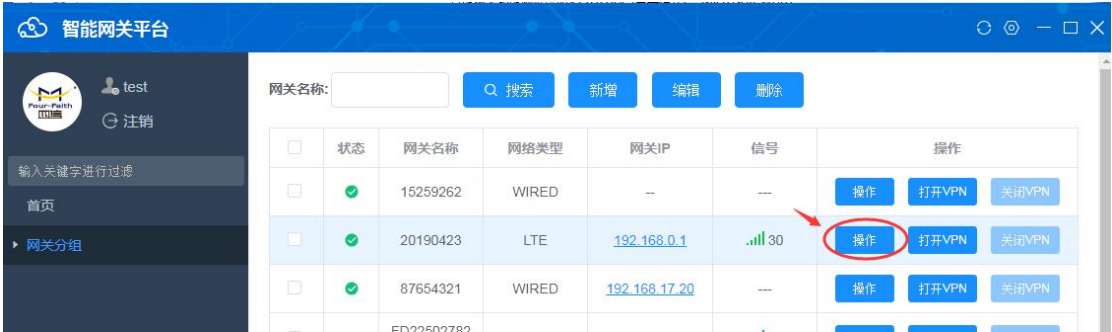 智能网关平台
Four-Faith
四信
test
注销
输入关键字进行过滤
首页
网关分组
网关名称: 搜索 新增 编辑 删除
状态 网关名称 网络类型 网关IP 信号 操作
15259262 WIRED -- --- 操作 打开VPN 关闭VPN
20190423 LTE 192.168.0.1 30 操作 打开VPN 关闭VPN
87654321 WIRED 192.168.17.20 --- 操作 打开VPN 关闭VPN
FD22502782